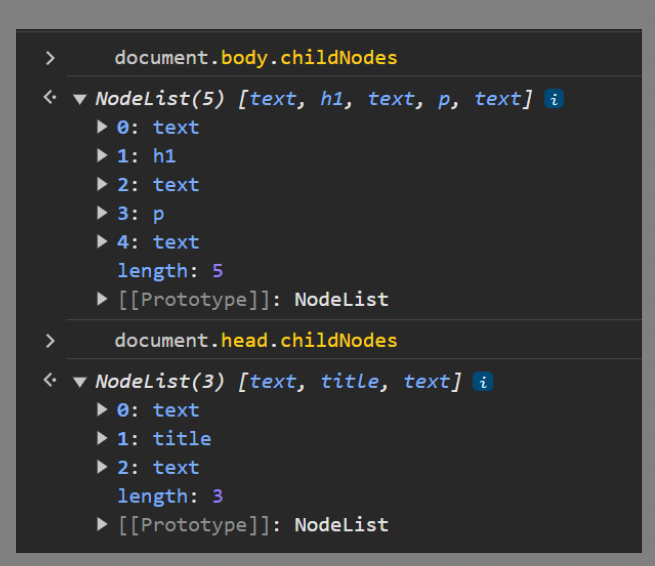 > document.body.childNodes
<· ▼ NodeList(5) [text, h1, text, p, text] i
▶ 0: text
▶ 1: h1
▶ 2: text
▶ 3: p
▶ 4: text
length: 5
▶ [[Prototype]]: NodeList
> document.head.childNodes
<· ▼ NodeList(3) [text, title, text] i
▶ 0: text
▶ 1: title
▶ 2: text
length: 3
▶ [[Prototype]]: NodeList